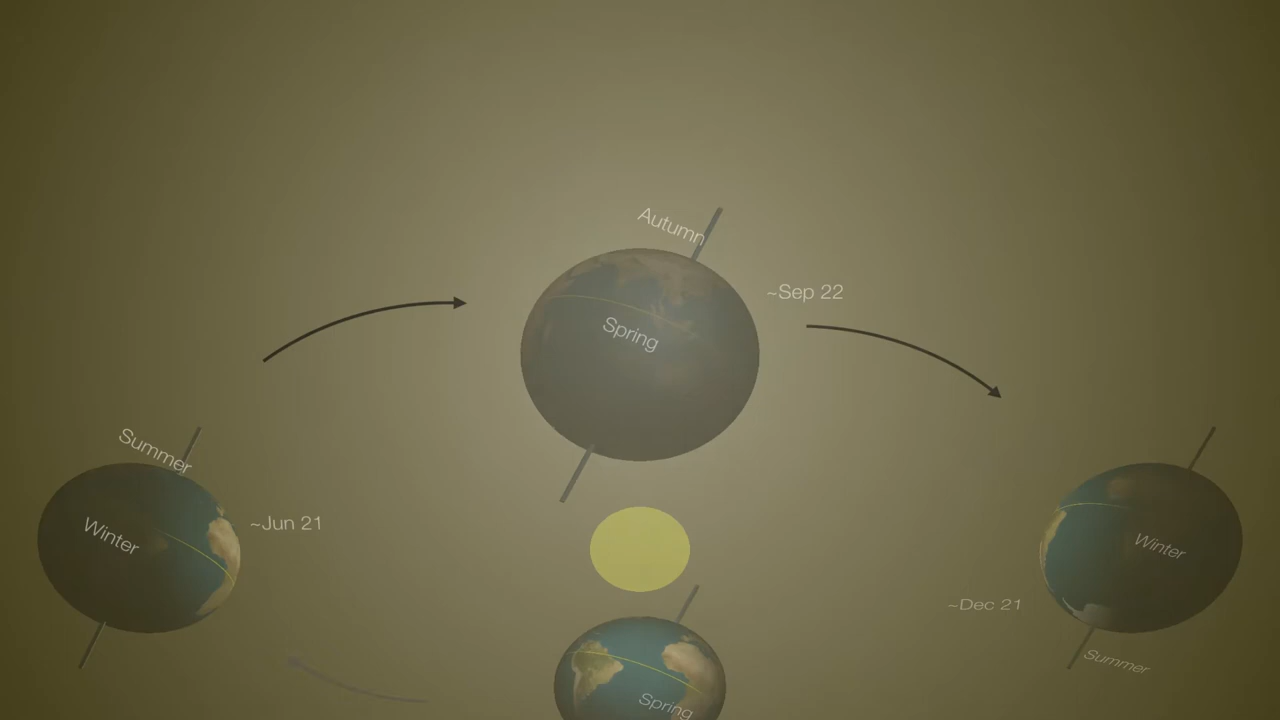 Autumn
~Sep 22
Spring
Summer
~Jun 21
Winter
Winter
~Dec 21
Summer
Spring